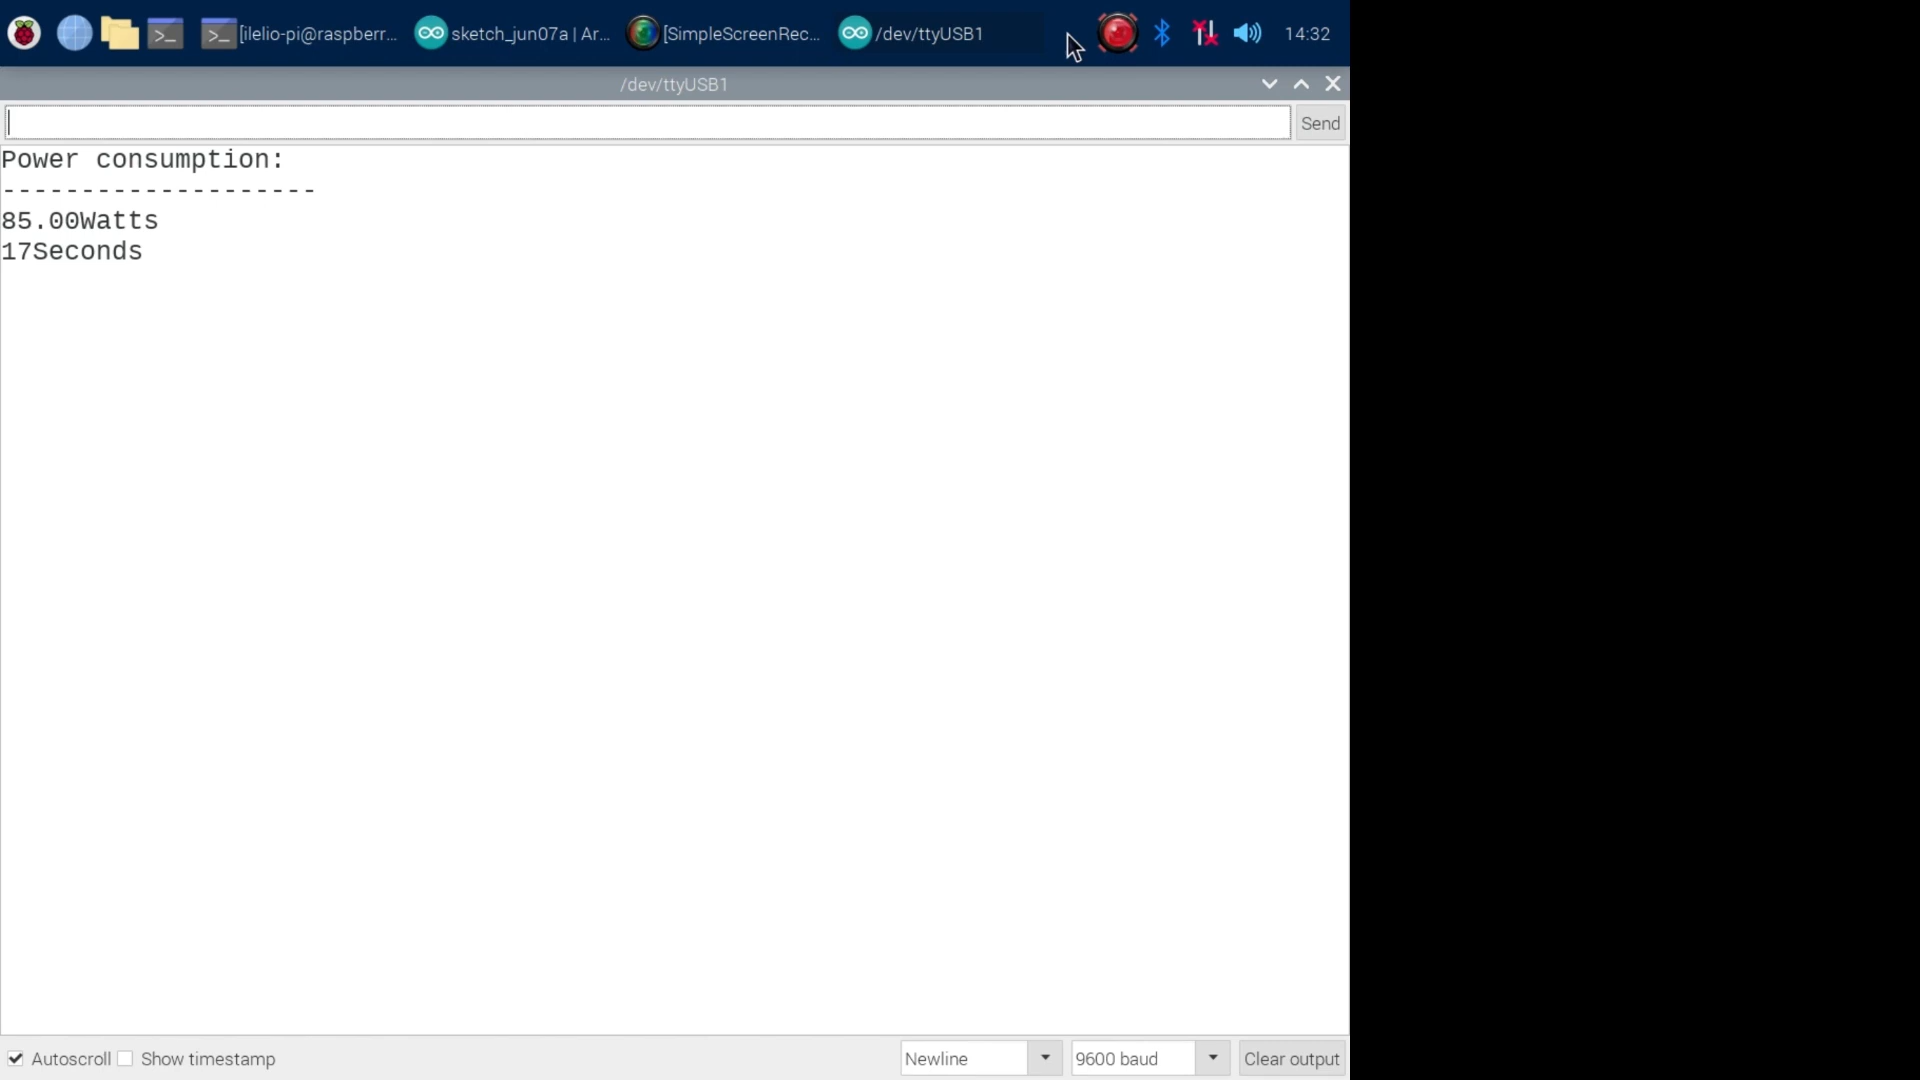 [ilelio-pi@raspberr... sketch_jun07a | Ar... [SimpleScreenRec... /dev/ttyUSB1 14:32
/dev/ttyUSB1
Send
Power consumption:
--------------------
85.00Watts
17Seconds
Autoscroll Show timestamp Newline 9600 baud Clear output